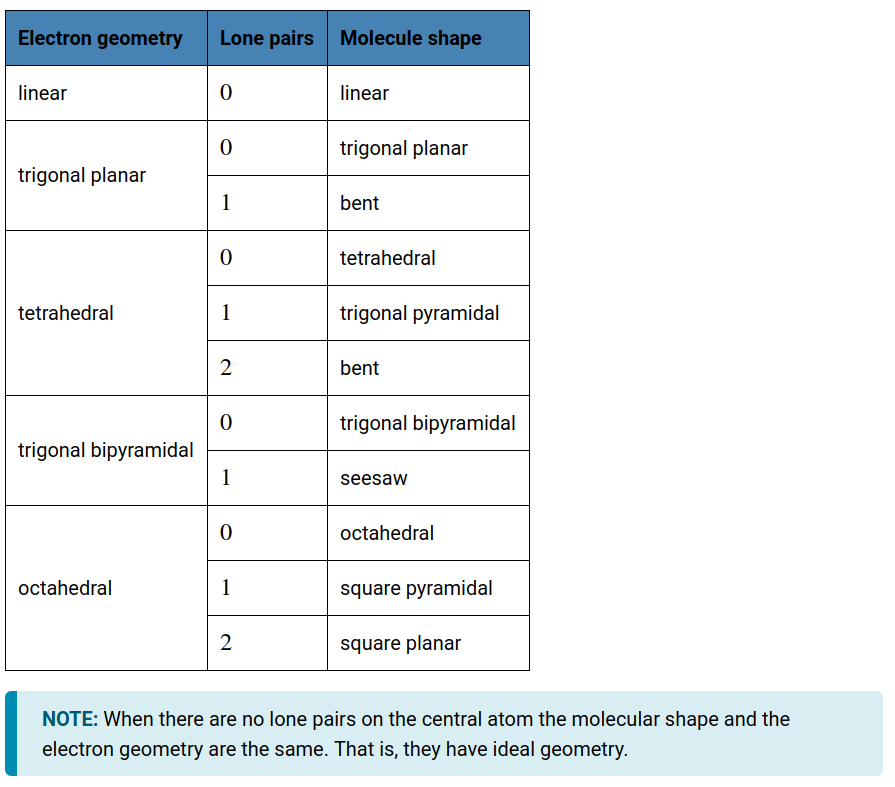 Electron geometry Lone pairs Molecule shape
linear 0 linear
trigonal planar 0 trigonal planar
1 bent
tetrahedral 0 tetrahedral
1 trigonal pyramidal
2 bent
trigonal bipyramidal 0 trigonal bipyramidal
1 seesaw
octahedral 0 octahedral
1 square pyramidal
2 square planar
NOTE: When there are no lone pairs on the central atom the molecular shape and the
electron geometry are the same. That is, they have ideal geometry.